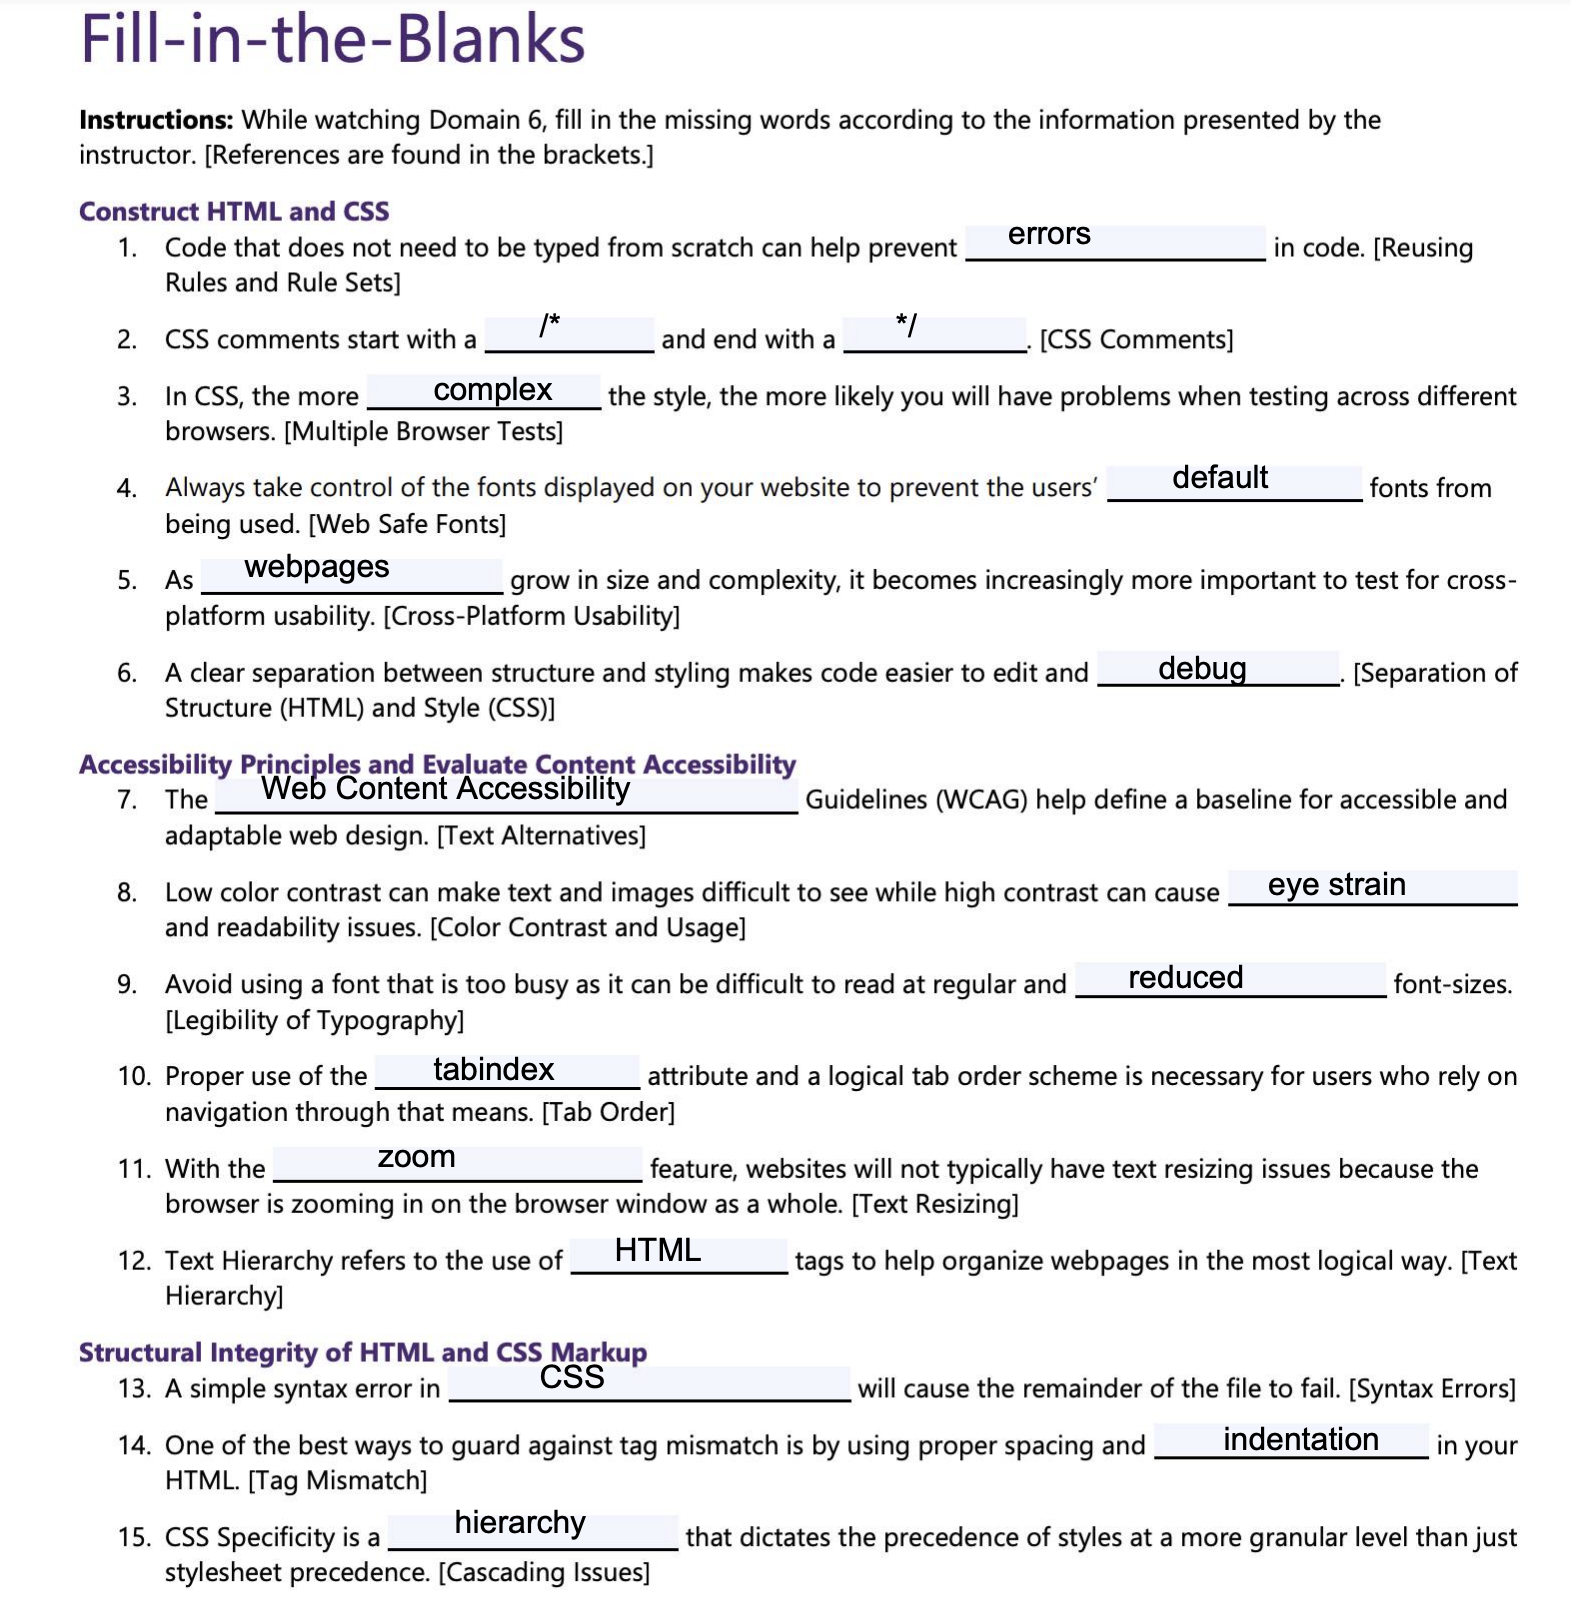 Fill-in-the-Blanks
Instructions: While watching Domain 6, fill in the missing words according to the information presented by the
instructor. [References are found in the brackets.]
Construct HTML and CSS
1. Code that does not need to be typed from scratch can help prevent errors in code. [Reusing
Rules and Rule Sets]
2. CSS comments start with a /* and end with a */. [CSS Comments]
3. In CSS, the more complex the style, the more likely you will have problems when testing across different
browsers. [Multiple Browser Tests]
4. Always take control of the fonts displayed on your website to prevent the users’ default fonts from
being used. [Web Safe Fonts]
5. As webpages grow in size and complexity, it becomes increasingly more important to test for cross-
platform usability. [Cross-Platform Usability]
6. A clear separation between structure and styling makes code easier to edit and debug. [Separation of
Structure (HTML) and Style (CSS)]
Accessibility Principles and Evaluate Content Accessibility
7. The Web Content Accessibility Guidelines (WCAG) help define a baseline for accessible and
adaptable web design. [Text Alternatives]
8. Low color contrast can make text and images difficult to see while high contrast can cause eye strain
and readability issues. [Color Contrast and Usage]
9. Avoid using a font that is too busy as it can be difficult to read at regular and reduced font-sizes.
[Legibility of Typography]
10. Proper use of the tabindex attribute and a logical tab order scheme is necessary for users who rely on
navigation through that means. [Tab Order]
11. With the zoom feature, websites will not typically have text resizing issues because the
browser is zooming in on the browser window as a whole. [Text Resizing]
12. Text Hierarchy refers to the use of HTML tags to help organize webpages in the most logical way. [Text
Hierarchy]
Structural Integrity of HTML and CSS Markup
13. A simple syntax error in CSS will cause the remainder of the file to fail. [Syntax Errors]
14. One of the best ways to guard against tag mismatch is by using proper spacing and indentation in your
HTML. [Tag Mismatch]
15. CSS Specificity is a hierarchy that dictates the precedence of styles at a more granular level than just
stylesheet precedence. [Cascading Issues]